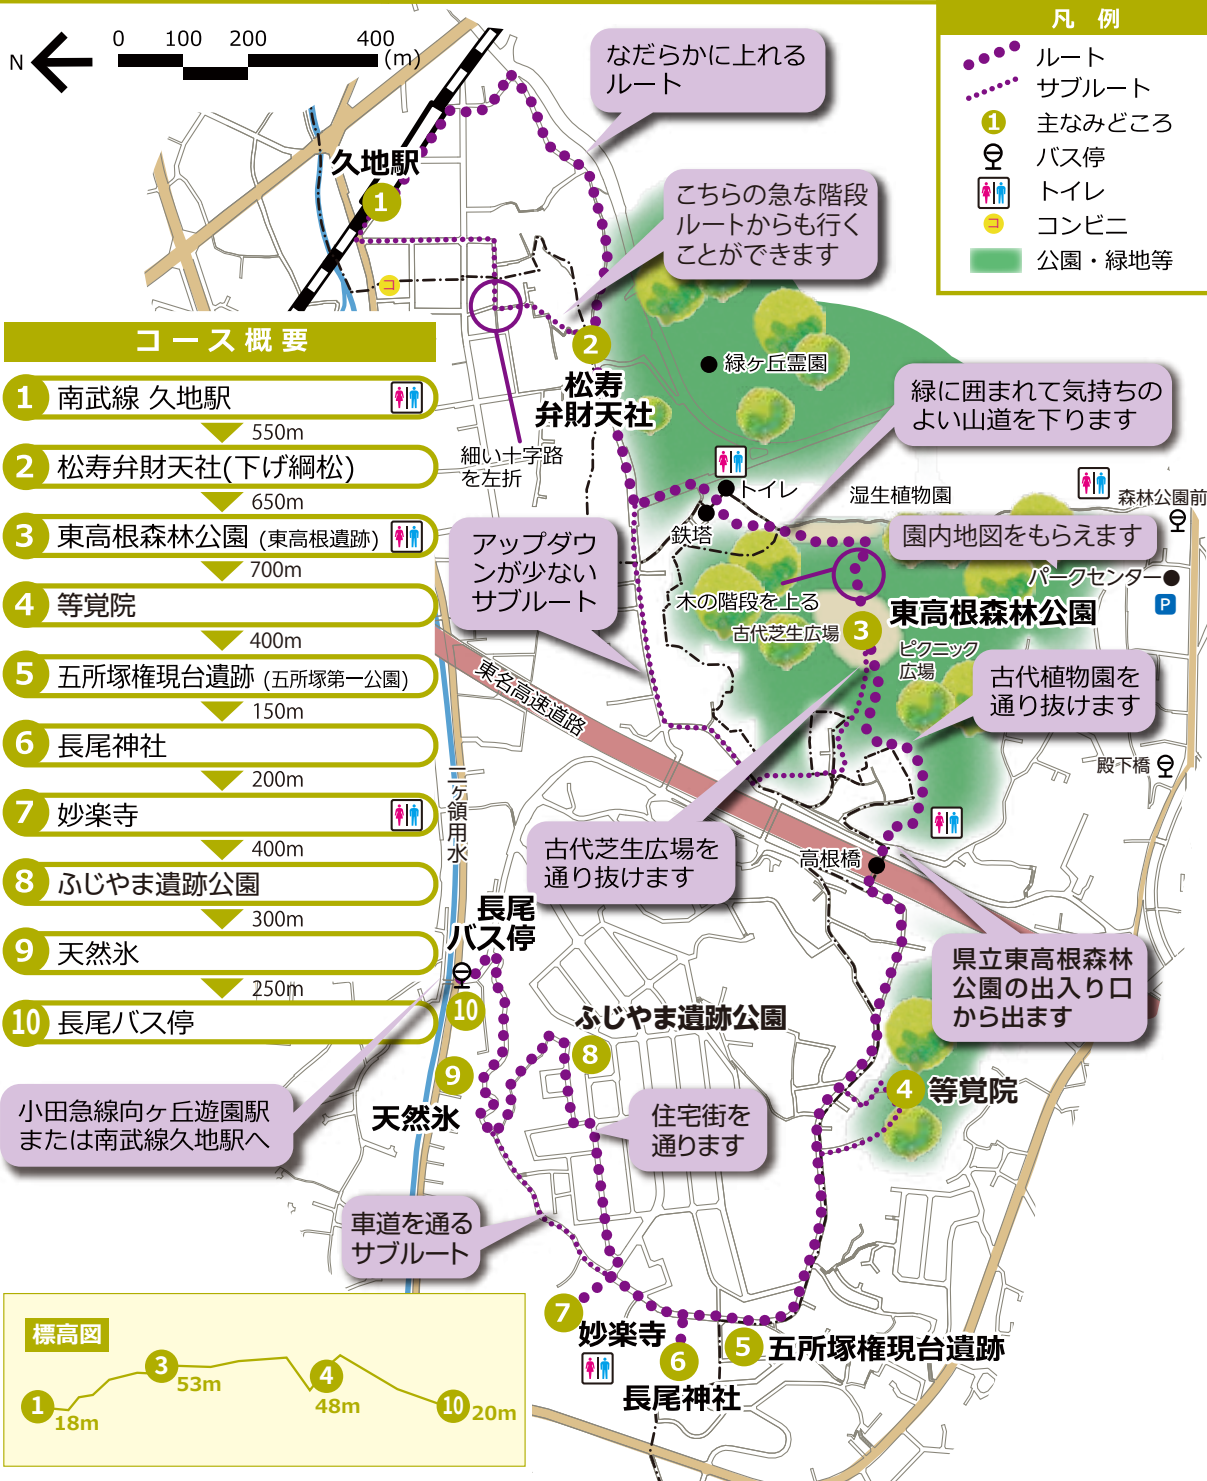 凡 例
ルート
サブルート
1 主なみどころ
バス停
トイレ
コ コンビニ
公園・緑地等
N
0 100 200 400
(m)
なだらかに上れる
ルート
久地駅
1
こちらの急な階段
ルートからも行く
ことができます
コ
2
松寿
弁財天社
緑ヶ丘霊園
細い十字路
を左折
コース概要
1 南武線 久地駅
550m
2 松寿弁財天社(下げ綱松)
650m
3 東高根森林公園 (東高根遺跡)
700m
4 等覚院
400m
5 五所塚権現台遺跡 (五所塚第一公園)
150m
6 長尾神社
200m
7 妙楽寺
400m
8 ふじやま遺跡公園
300m
9 天然氷
250m
10 長尾バス停
緑に囲まれて気持ちの
よい山道を下ります
トイレ
鉄塔
湿生植物園
森林公園前
園内地図をもらえます
パークセンター
P
アップダウ
ンが少ない
サブルート
木の階段を上る
古代芝生広場
3
東高根森林公園
ピクニック
広場
古代植物園を
通り抜けます
東名高速道路
殿下橋
二ヶ領用水
古代芝生広場を
通り抜けます
高根橋
県立東高根森林
公園の出入り口
から出ます
長尾
バス停
10
ふじやま遺跡公園
8
9
天然氷
4 等覚院
小田急線向ヶ丘遊園駅
または南武線久地駅へ
住宅街を
通ります
車道を通る
サブルート
7
妙楽寺
6
長尾神社
5 五所塚権現台遺跡
標高図
1
18m
3
53m
4
48m
10
20m